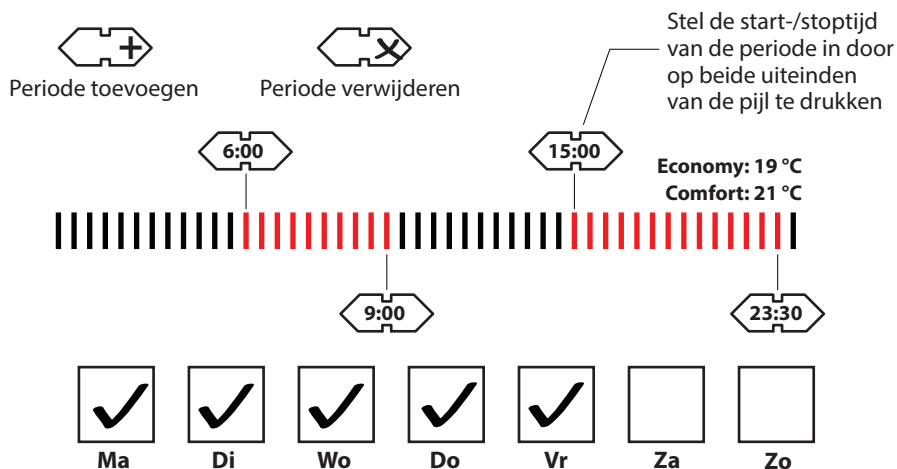 Periode toevoegen
Periode verwijderen
Stel de start-/stoptijd
van de periode in door
op beide uiteinden
van de pijl te drukken
6:00
15:00
Economy: 19 °C
Comfort: 21 °C
9:00
23:30
Ma Di Wo Do Vr Za Zo